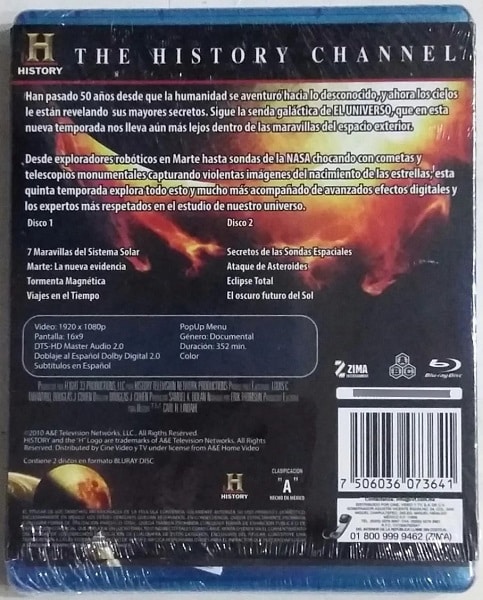 H
HISTORY
THE HISTORY CHANNEL
Han pasado 50 años desde que la humanidad se aventuró hacia lo desconocido, y ahora los cielos
le están revelando sus mayores secretos. Sigue la senda galáctica de EL UNIVERSO, que en esta
nueva temporada nos lleva aún más lejos dentro de las maravillas del espacio exterior.
Desde exploradores robóticos en Marte hasta sondas de la NASA chocando con cometas y
telescopios monumentales capturando violentas imágenes del nacimiento de las estrellas; esta
quinta temporada explora todo esto y mucho más acompañado de avanzados efectos digitales y
los expertos más respetados en el estudio de nuestro universo.
Disco 1
7 Maravillas del Sistema Solar
Marte: La nueva evidencia
Tormenta Magnética
Viajes en el Tiempo
Disco 2
Secretos de las Sondas Espaciales
Ataque de Asteroides
Eclipse Total
El oscuro futuro del Sol
Video: 1920 x 1080p
Pantalla: 16x9
DTS-HD Master Audio 2.0
Doblaje al Español Dolby Digital 2.0
Subtítulos en Español
PopUp Menu
Género: Documental
Duración: 352 min.
Color
ZIMA
ABC
Blu-ray Disc
©2010 A&E Television Networks, LLC., All Rigths Reserved.
HISTORY and the "H" Logo are trademarks of A&E Television Networks. All Rights
Reserved. Distributed by Cine Video y TV under license from A&E Home Video
Contiene 2 discos en formato BLURAY DISC
H
HISTORY
CLASIFICACION
"A"
HECHO EN MÉXICO
7 506036 073641
01 800 999 9462 (ZIMA)